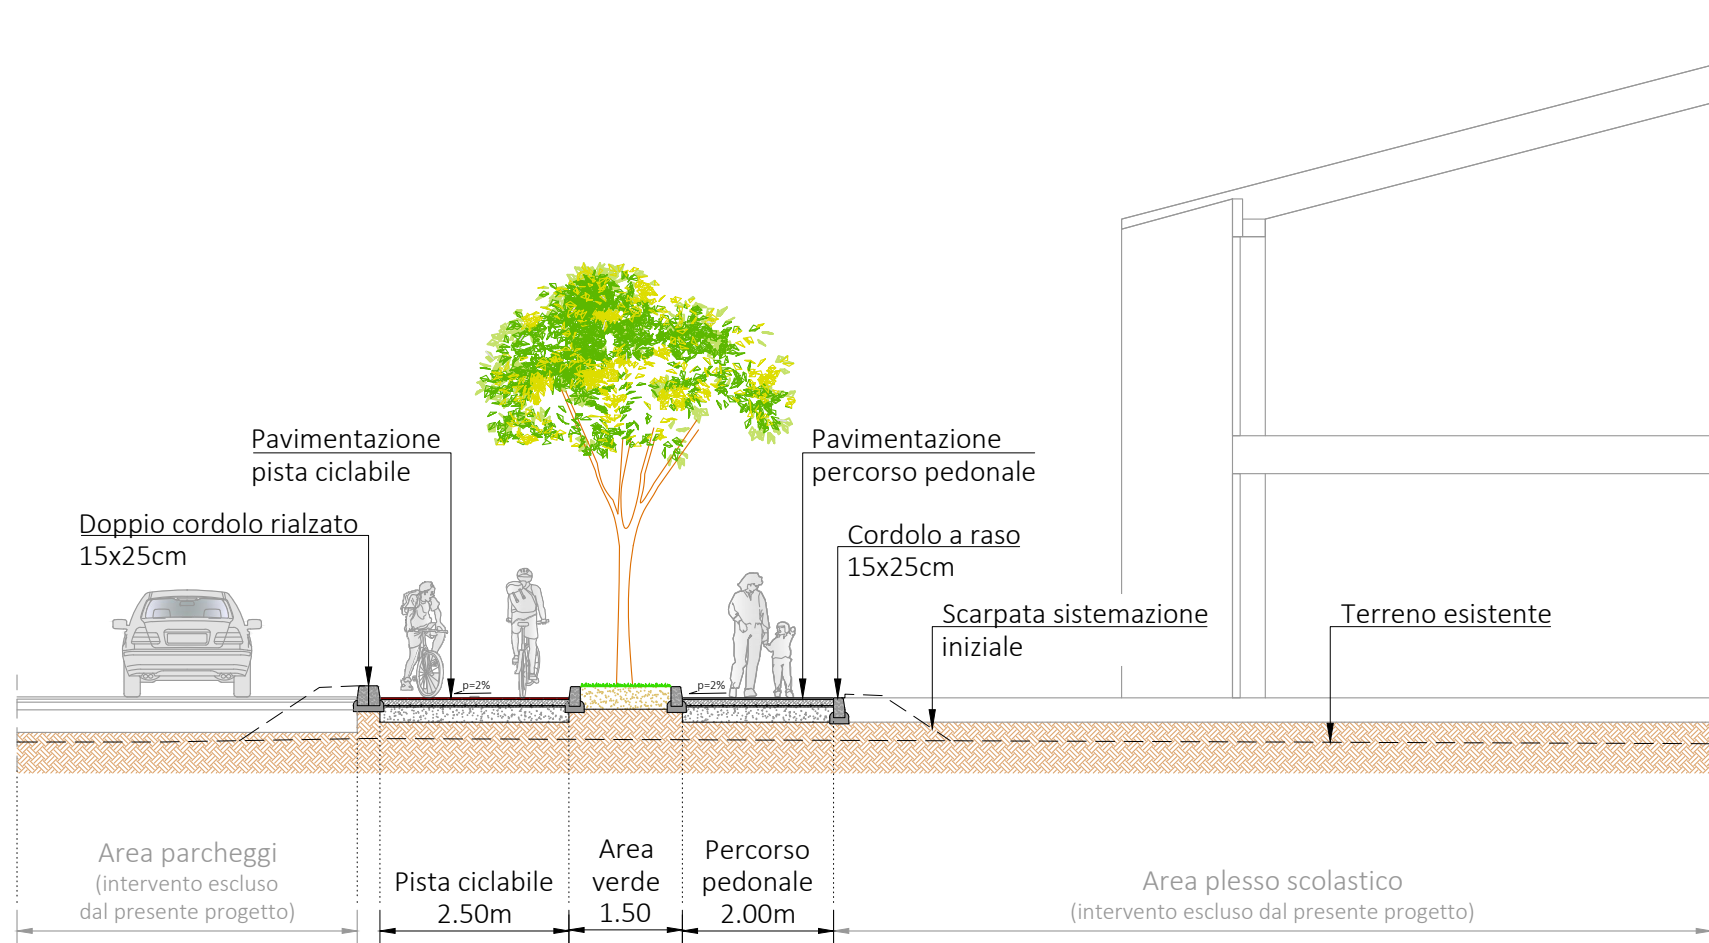 Pavimentazione
pista ciclabile
Pavimentazione
percorso pedonale
Doppio cordolo rialzato
15x25cm
Cordolo a raso
15x25cm
Scarpata sistemazione
iniziale
Terreno esistente
p=2%
p=2%
Area parcheggi
(intervento escluso
dal presente progetto)
Pista ciclabile
2.50m
Area
verde
1.50
Percorso
pedonale
2.00m
Area plesso scolastico
(intervento escluso dal presente progetto)